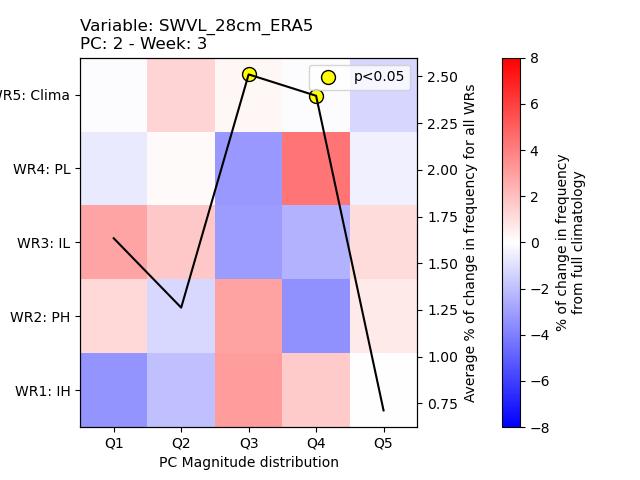 Variable: SWVL_28cm_ERA5
PC: 2 - Week: 3
p<0.05
WR5: Clima
WR4: PL
WR3: IL
WR2: PH
WR1: IH
Q1 Q2 Q3 Q4 Q5
PC Magnitude distribution
2.50
2.25
2.00
1.75
1.50
1.25
1.00
0.75
Average % of change in frequency for all WRs
8
6
4
2
0
−2
−4
−6
−8
% of change in frequency
from full climatology